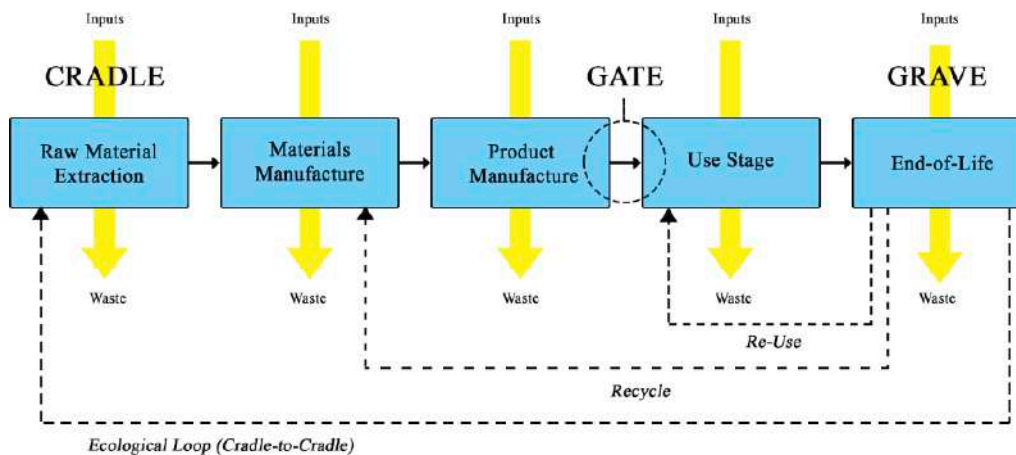 Inputs
Inputs
Inputs
Inputs
Inputs
CRADLE
GATE
GRAVE
Raw Material
Extraction
Materials
Manufacture
Product
Manufacture
Use Stage
End-of-Life
Waste
Waste
Waste
Waste
Waste
Re-Use
Recycle
Ecological Loop (Cradle-to-Cradle)